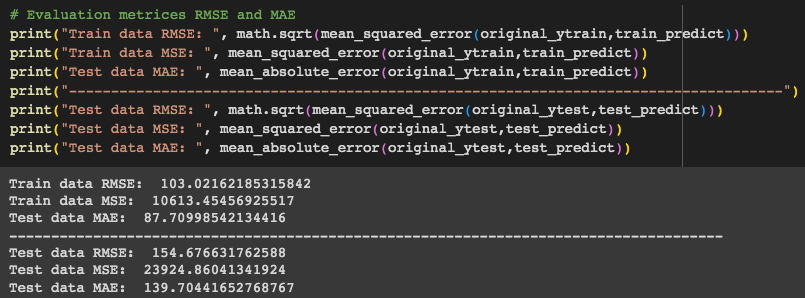 # Evaluation metrices RMSE and MAE
print("Train data RMSE: ", math.sqrt(mean_squared_error(original_ytrain,train_predict)))
print("Train data MSE: ", mean_squared_error(original_ytrain,train_predict))
print("Test data MAE: ", mean_absolute_error(original_ytrain,train_predict))
print("-------------------------------------------------------------------------------------")
print("Test data RMSE: ", math.sqrt(mean_squared_error(original_ytest,test_predict)))
print("Test data MSE: ", mean_squared_error(original_ytest,test_predict))
print("Test data MAE: ", mean_absolute_error(original_ytest,test_predict))
Train data RMSE:  103.02162185315842
Train data MSE:  10613.45456925517
Test data MAE:  87.70998542134416
-------------------------------------------------------------------------------------
Test data RMSE:  154.676631762588
Test data MSE:  23924.86041341924
Test data MAE:  139.70441652768767